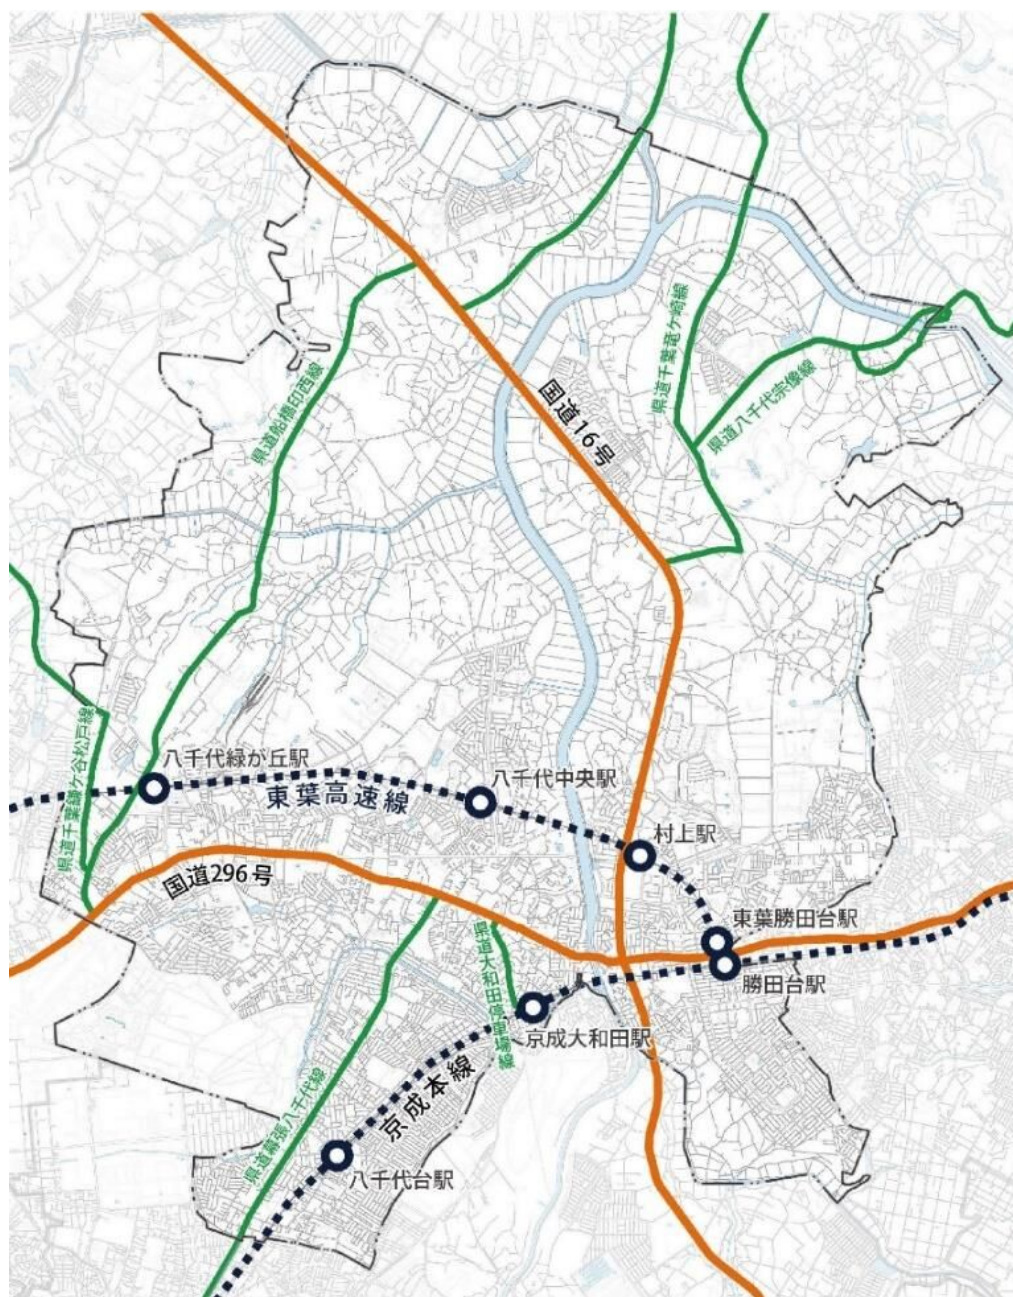 県道船橋印西線
県道千葉竜ケ崎線
県道八千代宗像線
国道16号
県道千葉鎌ケ谷松戸線
八千代緑が丘駅
東葉高速線
八千代中央駅
村上駅
国道296号
東葉勝田台駅
勝田台駅
県道大和田停車場線
京成大和田駅
京成本線
県道幕張八千代線
八千代台駅